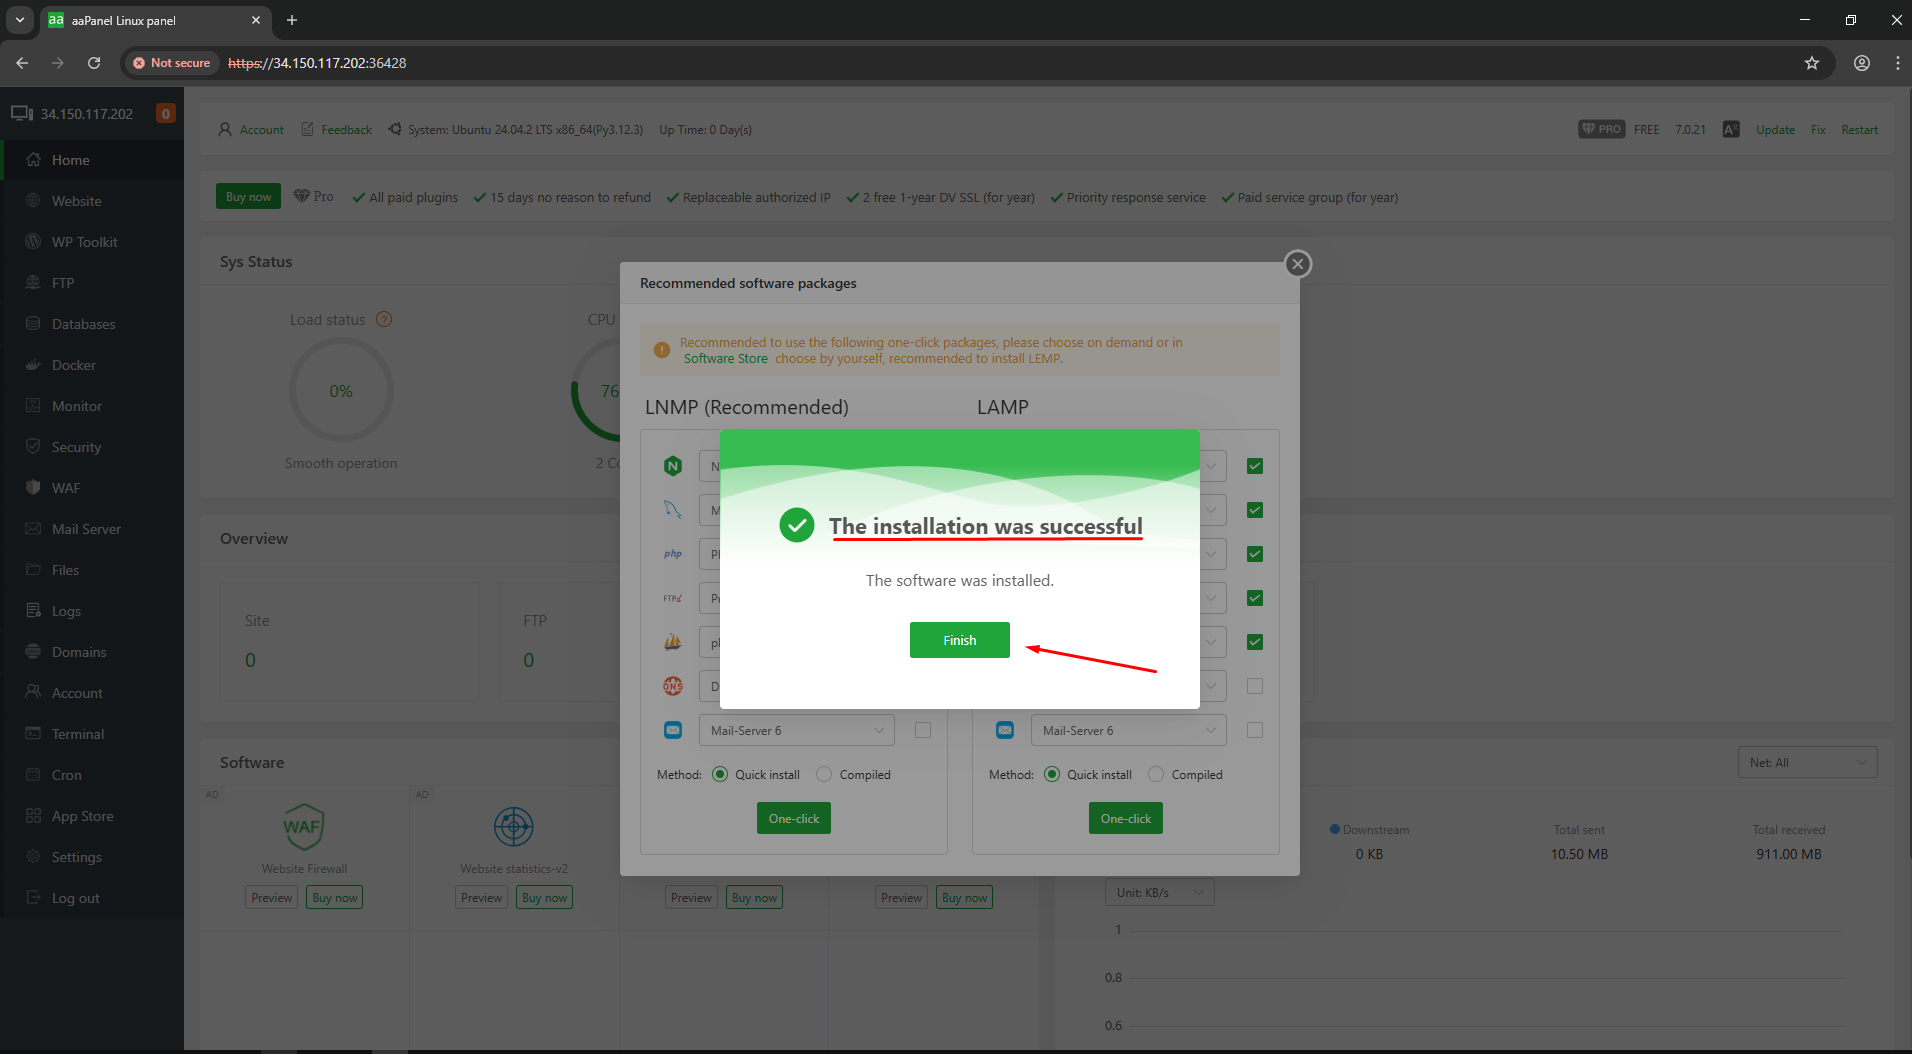 aa aaPanel Linux panel
Not secure https://34.150.117.202:36428
34.150.117.202 0
Home
Website
WP Toolkit
FTP
Databases
Docker
Monitor
Security
WAF
Mail Server
Files
Logs
Domains
Account
Terminal
Cron
App Store
Settings
Log out
Account Feedback System: Ubuntu 24.04.2 LTS x86_64(Py3.12.3) Up Time: 0 Day(s)
PRO FREE 7.0.21 Update Fix Restart
Buy now Pro All paid plugins 15 days no reason to refund Replaceable authorized IP 2 free 1-year DV SSL (for year) Priority response service Paid service group (for year)
Sys Status
Load status ? CPU
0% 76
Smooth operation 2 Co
Overview
Site FTP
0 0
Software
AD AD
WAF
Website Firewall Website statistics-v2
Preview Buy now Preview Buy now Preview Buy now Preview Buy now
Net: All
Downstream Total sent Total received
0 KB 10.50 MB 911.00 MB
Unit: KB/s
1
0.8
0.6
Recommended software packages
Recommended to use the following one-click packages, please choose on demand or in
Software Store choose by yourself, recommended to install LEMP.
LNMP (Recommended) LAMP
N N
M
php P
FTPd P
p
DNS D
Mail-Server 6 Mail-Server 6
Method: Quick install Compiled Method: Quick install Compiled
One-click One-click
The installation was successful
The software was installed.
Finish